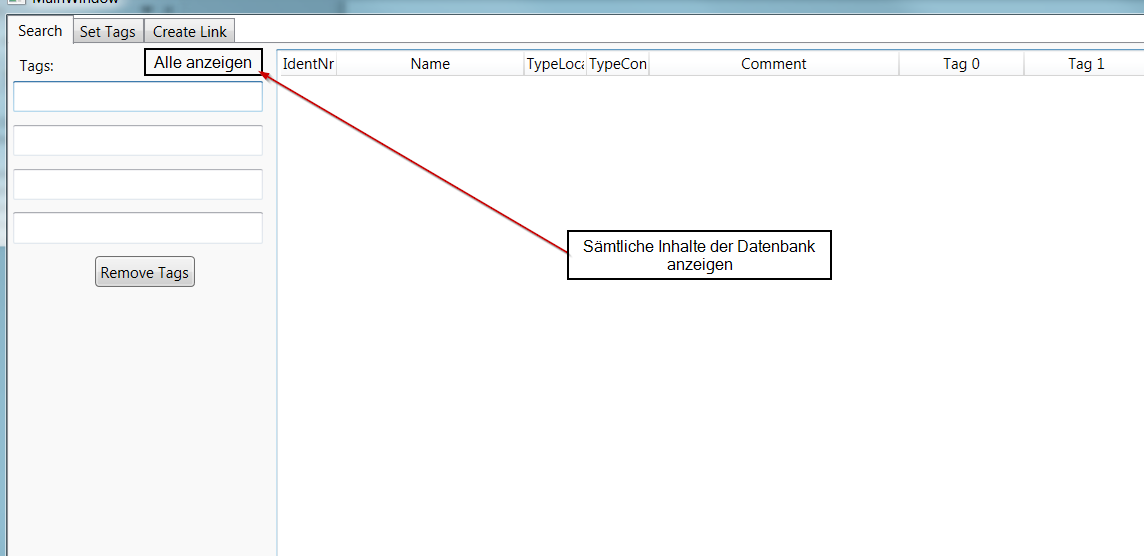 MainWindow
Search Set Tags Create Link
Tags: Alle anzeigen
IdentNr Name TypeLoca TypeCon Comment Tag 0 Tag 1
Sämtliche Inhalte der Datenbank
anzeigen
Remove Tags